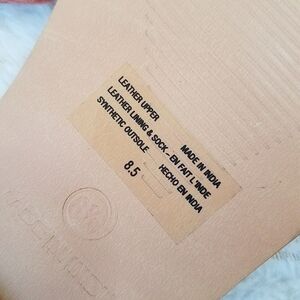 LEATHER UPPER MADE IN INDIA
LEATHER LINING & SOCK - EN FAIT L'INDE
SYNTHETIC OUTSOLE HECHO EN INDIA
8.5